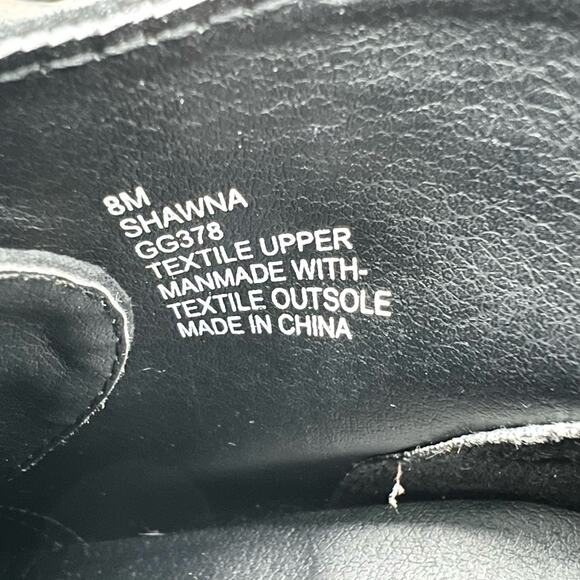 8M
SHAWNA
GG378
TEXTILE UPPER
MANMADE WITH-
TEXTILE OUTSOLE
MADE IN CHINA